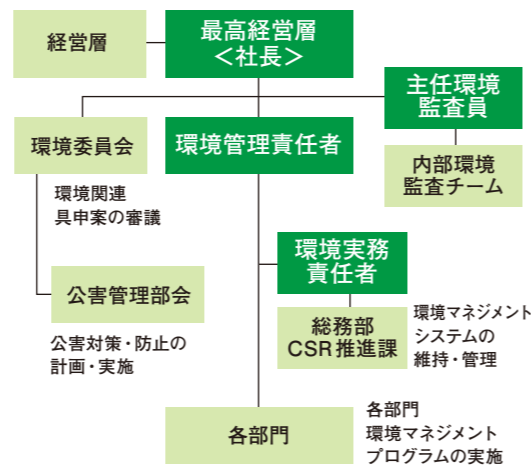 経営層
最高経営層
＜社長＞
主任環境
監査員
環境委員会
環境管理責任者
内部環境
監査チーム
環境関連
具申案の審議
環境実務
責任者
公害管理部会
総務部
CSR推進課
環境マネジメント
システムの
維持・管理
公害対策・防止の
計画・実施
各部門
各部門
環境マネジメント
プログラムの実施